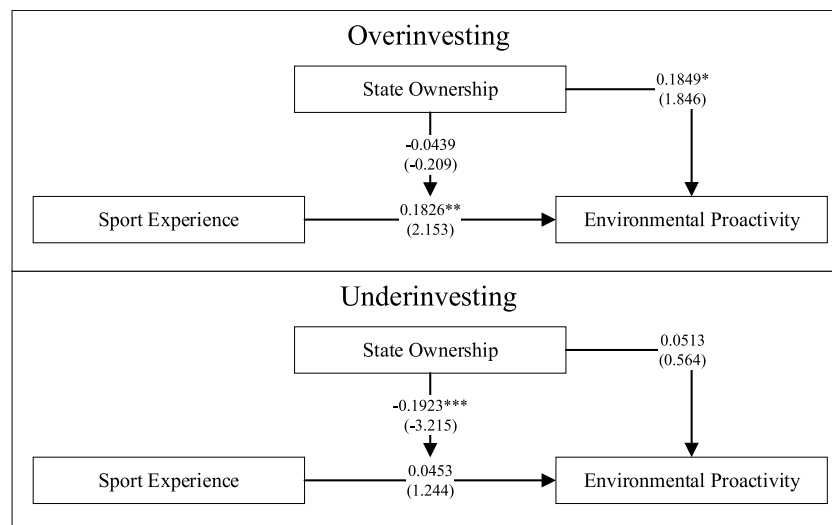 Overinvesting
State Ownership
0.1849*
(1.846)
-0.0439
(-0.209)
Sport Experience
0.1826**
(2.153)
Environmental Proactivity
Underinvesting
State Ownership
0.0513
(0.564)
-0.1923***
(-3.215)
Sport Experience
0.0453
(1.244)
Environmental Proactivity